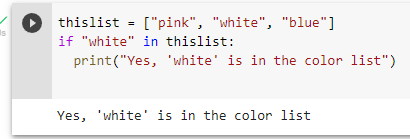 thislist = ["pink", "white", "blue"]
if "white" in thislist:
  print("Yes, 'white' is in the color list")
Yes, 'white' is in the color list